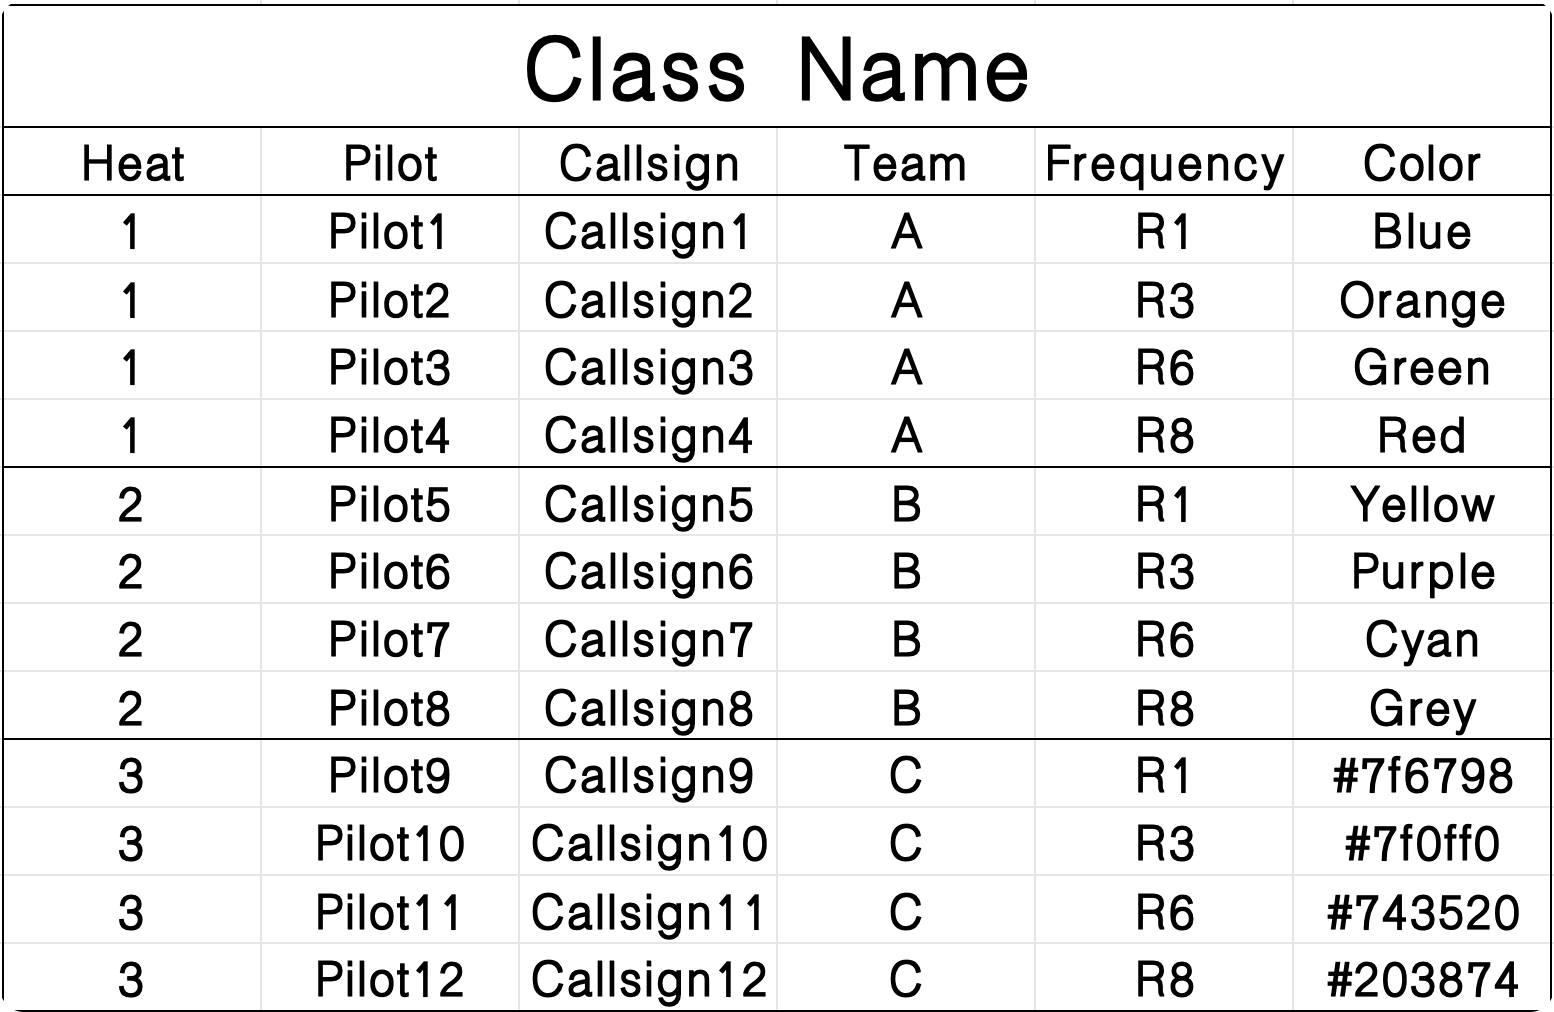 Class Name
Heat Pilot Callsign Team Frequency Color
1 Pilot1 Callsign1 A R1 Blue
1 Pilot2 Callsign2 A R3 Orange
1 Pilot3 Callsign3 A R6 Green
1 Pilot4 Callsign4 A R8 Red
2 Pilot5 Callsign5 B R1 Yellow
2 Pilot6 Callsign6 B R3 Purple
2 Pilot7 Callsign7 B R6 Cyan
2 Pilot8 Callsign8 B R8 Grey
3 Pilot9 Callsign9 C R1 #7f6798
3 Pilot10 Callsign10 C R3 #7f0ff0
3 Pilot11 Callsign11 C R6 #743520
3 Pilot12 Callsign12 C R8 #203874